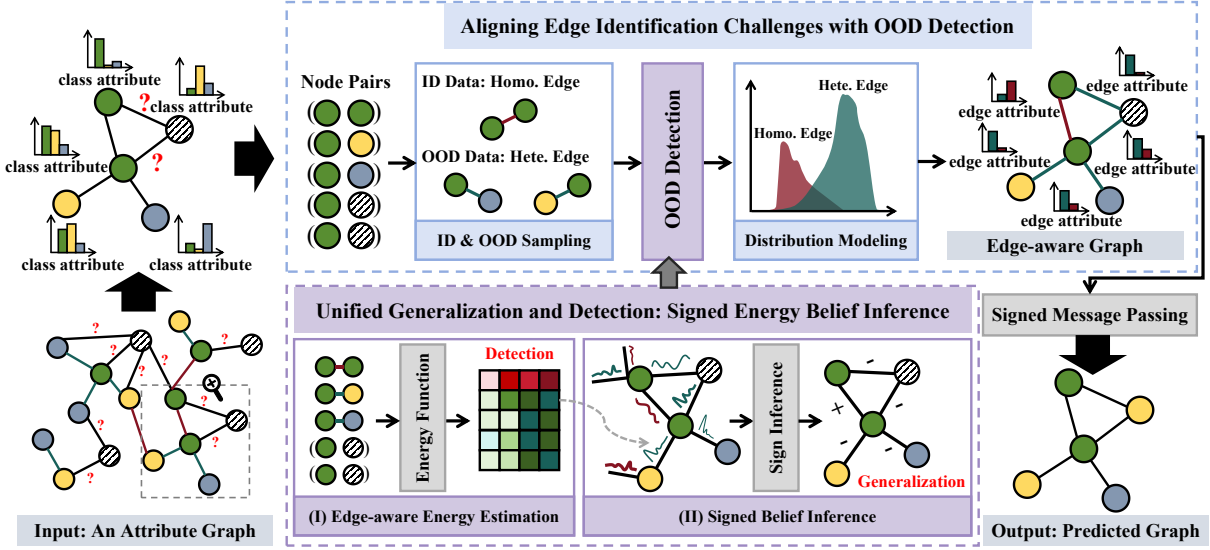 Aligning Edge Identification Challenges with OOD Detection
class attribute
?
class attribute
class attribute
?
class attribute
class attribute
Node Pairs
( )
( )
( )
( )
( )
ID Data: Homo. Edge
OOD Data: Hete. Edge
ID & OOD Sampling
OOD Detection
Hete. Edge
Homo. Edge
Distribution Modeling
edge attribute
edge attribute
edge attribute
edge attribute
edge attribute
Edge-aware Graph
? ? ? ? ? ? ? ? ?
Input: An Attribute Graph
Unified Generalization and Detection: Signed Energy Belief Inference
( )
( )
Energy Function
Detection
(I) Edge-aware Energy Estimation
Sign Inference
- + - -
Generalization
(II) Signed Belief Inference
Signed Message Passing
Output: Predicted Graph